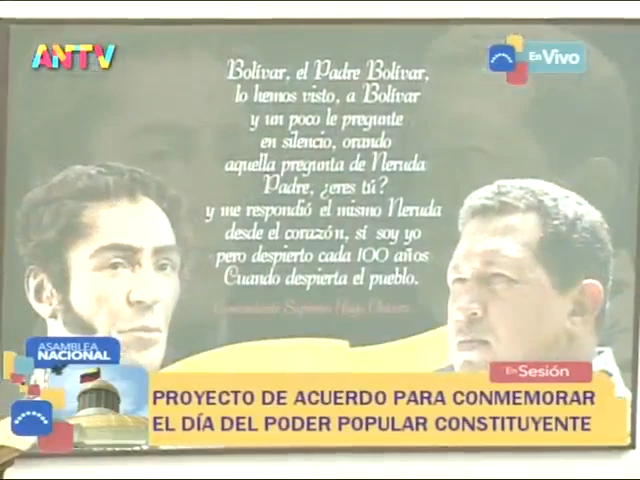 ANTV
En Vivo
Bolívar, el Padre Bolívar,
lo hemos visto, a Bolívar
y un poco le pregunte
en silencio, orando
aquella pregunta de Neruda
Padre, ¿eres tú?
y me respondió el mismo Neruda
desde el corazón, sí soy yo
pero despierto cada 100 años
Cuando despierta el pueblo.
Comandante Supremo Hugo Chávez
ASAMBLEA
NACIONAL
En Sesión
PROYECTO DE ACUERDO PARA CONMEMORAR
EL DÍA DEL PODER POPULAR CONSTITUYENTE